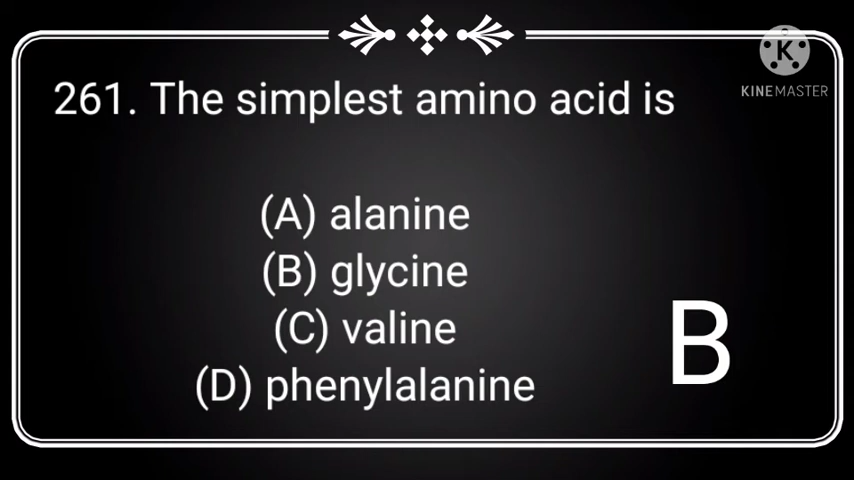 261. The simplest amino acid is
K
KINEMASTER
(A) alanine
(B) glycine
(C) valine
(D) phenylalanine
B